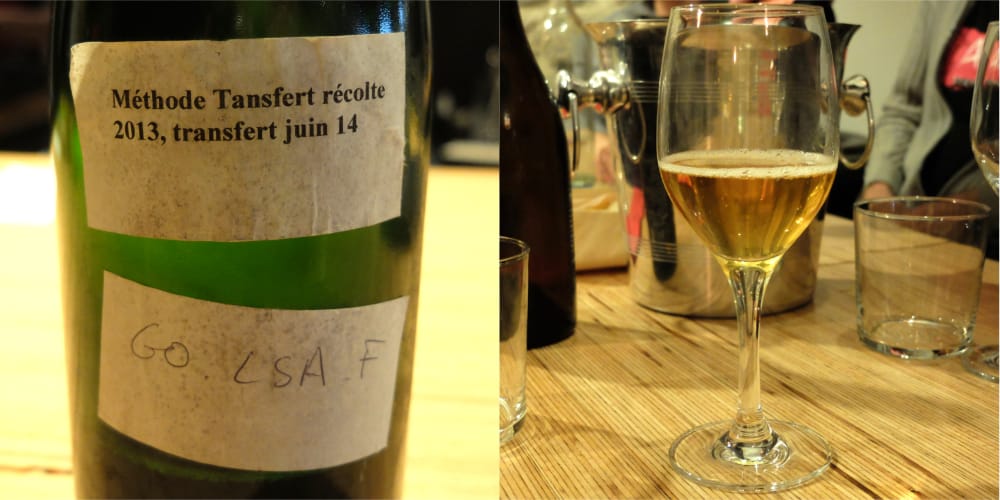 Méthode Tansfert récolte
2013, transfert juin 14
GO. LSA.F